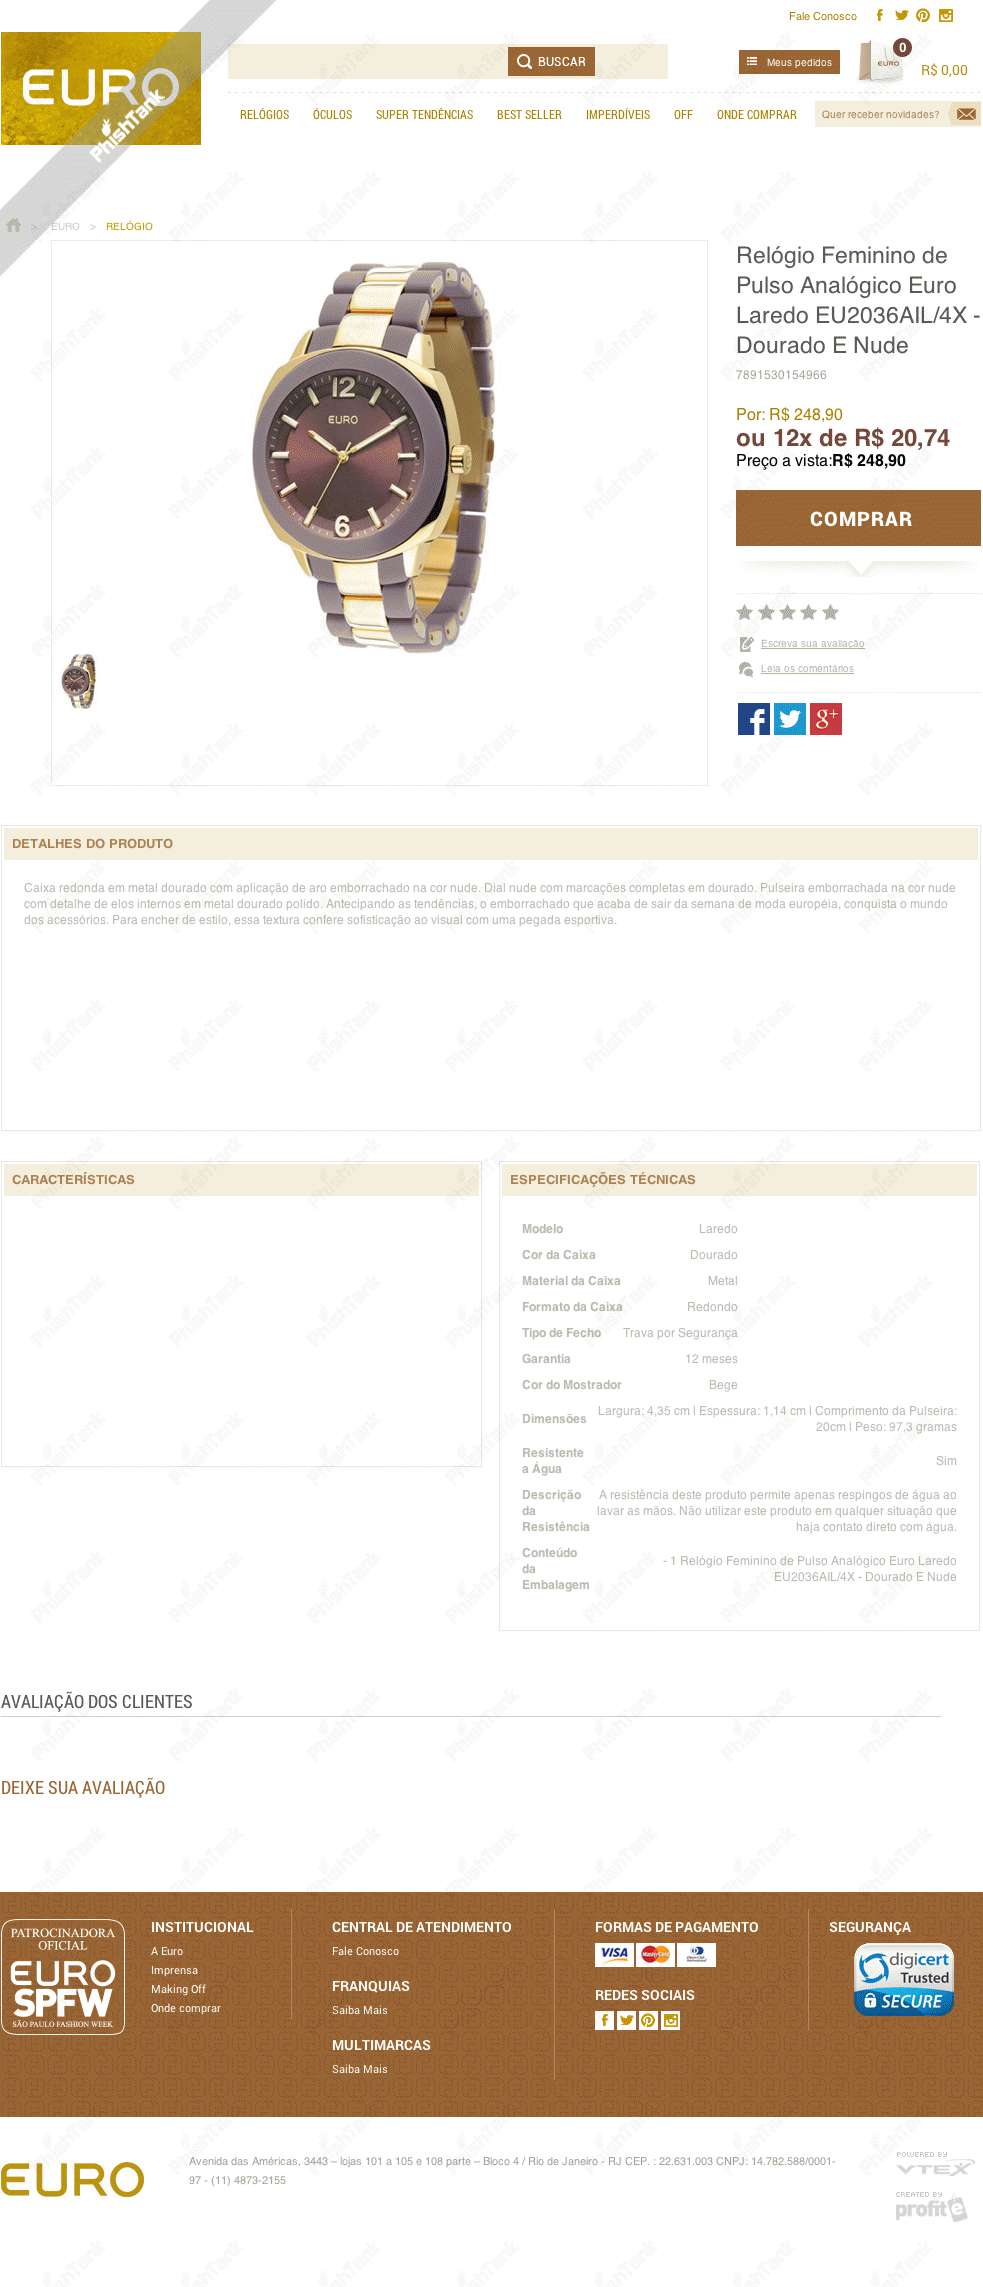 Fale Conosco
EURO
PhishTank
BUSCAR
Meus pedidos
EURO
0
R$ 0,00
RELÓGIOS ÓCULOS SUPER TENDÊNCIAS BEST SELLER IMPERDÍVEIS OFF ONDE COMPRAR
Quer receber novidades?
> EURO > RELÓGIO
Relógio Feminino de
Pulso Analógico Euro
Laredo EU2036AIL/4X -
Dourado E Nude
7891530154966
12
EURO
6
Por: R$ 248,90
ou 12x de R$ 20,74
Preço a vista:R$ 248,90
COMPRAR
Escreva sua avaliação
Leia os comentários
DETALHES DO PRODUTO
Caixa redonda em metal dourado com aplicação de aro emborrachado na cor nude. Dial nude com marcações completas em dourado. Pulseira emborrachada na cor nude
com detalhe de elos internos em metal dourado polido. Antecipando as tendências, o emborrachado que acaba de sair da semana de moda européia, conquista o mundo
dos acessórios. Para encher de estilo, essa textura confere sofisticação ao visual com uma pegada esportiva.
CARACTERÍSTICAS
ESPECIFICAÇÕES TÉCNICAS
Modelo Laredo
Cor da Caixa Dourado
Material da Caixa Metal
Formato da Caixa Redondo
Tipo de Fecho Trava por Segurança
Garantia 12 meses
Cor do Mostrador Bege
Dimensões Largura: 4,35 cm | Espessura: 1,14 cm | Comprimento da Pulseira:
20cm | Peso: 97,3 gramas
Resistente
a Água
Sim
Descrição
da
Resistência
A resistência deste produto permite apenas respingos de água ao
lavar as mãos. Não utilizar este produto em qualquer situação que
haja contato direto com água.
Conteúdo
da
Embalagem
- 1 Relógio Feminino de Pulso Analógico Euro Laredo
EU2036AIL/4X - Dourado E Nude
AVALIAÇÃO DOS CLIENTES
DEIXE SUA AVALIAÇÃO
PATROCINADORA
OFICIAL
EURO
SPFW
SÃO PAULO FASHION WEEK
INSTITUCIONAL
A Euro
Imprensa
Making Off
Onde comprar
CENTRAL DE ATENDIMENTO
Fale Conosco
FRANQUIAS
Saiba Mais
MULTIMARCAS
Saiba Mais
FORMAS DE PAGAMENTO
VISA MasterCard
REDES SOCIAIS
SEGURANÇA
digicert
Trusted
SECURE
EURO
Avenida das Américas, 3443 – lojas 101 a 105 e 108 parte – Bloco 4 / Rio de Janeiro - RJ CEP. : 22.631.003 CNPJ: 14.782.588/0001-
97 - (11) 4873-2155
POWERED BY
VTEX
CREATED BY
profite